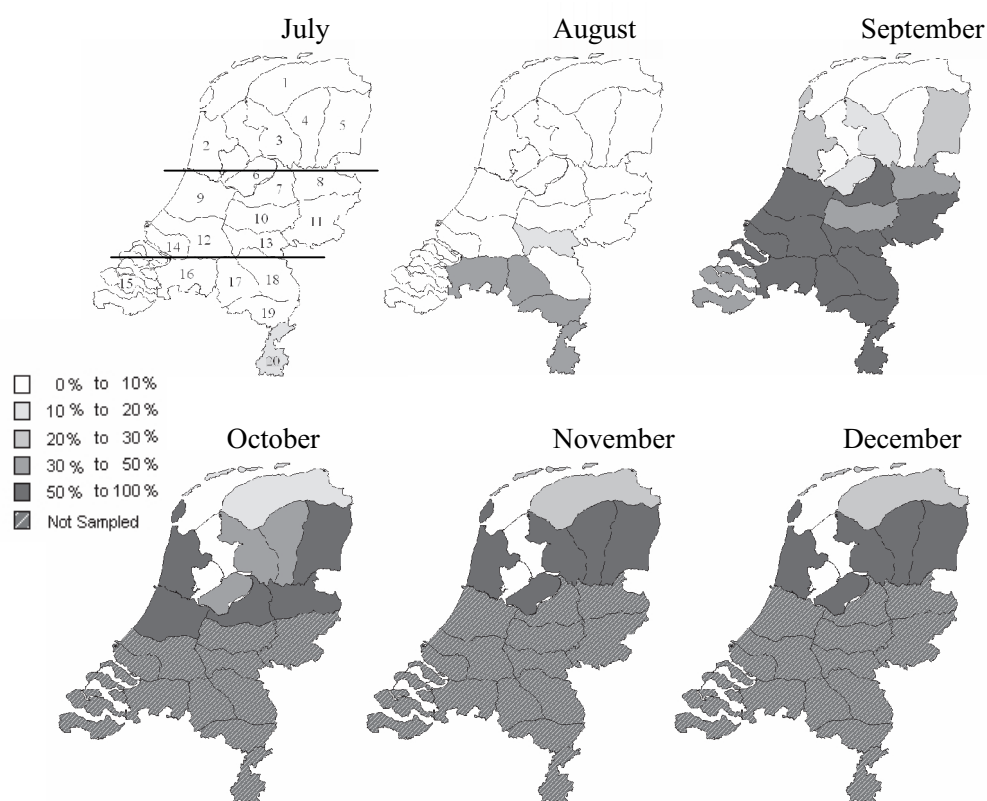 July
August
September
1
2
3
4
5
6
7
8
9
10
11
12
13
14
15
16
17
18
19
20
0 % to 10%
10 % to 20%
20 % to 30%
30 % to 50%
50 % to 100%
Not Sampled
October
November
December